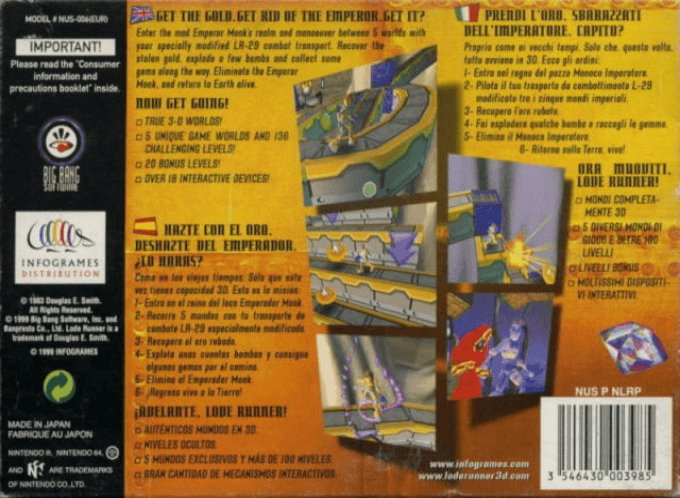 MODEL # NUS-006(EUR)
IMPORTANT!
Please read the "Consumer
information and
precautions booklet" inside.
BIG BANG
SOFTWARE
INFOGRAMES
DISTRIBUTION
© 1983 Douglas E. Smith.
All Rights Reserved.
© 1998 Big Bang Software, Inc. and
Banpresto Co., Ltd. Lode Runner is a
trademark of Douglas E. Smith.
© 1999 INFOGRAMES
MADE IN JAPAN
FABRIQUÉ AU JAPON
NINTENDO ®, NINTENDO 64,
AND N ARE TRADEMARKS
OF NINTENDO CO.,LTD.
GET THE GOLD.GET RID OF THE EMPEROR.GET IT?
Enter the mad Emperor Monk's realm and manoeuver between 5 worlds with
your specially modified LR-29 combat transport. Recover the
stolen gold, explode a few bombs and collect some
gems along the way. Eliminate the Emperor
Monk, and return to Earth alive.
NOW GET GOING!
TRUE 3-D WORLDS!
5 UNIQUE GAME WORLDS AND 136
CHALLENGING LEVELS!
20 BONUS LEVELS!
OVER 18 INTERACTIVE DEVICES!
HAZTE CON EL ORO.
DESHAZTE DEL EMPERADOR.
¿LO HARAS?
Como en los viejos tiempos. Sólo que esta
vez tienes capacidad 3D. Esta es la misión:
1- Entra en el reino del loco Emperador Monk.
2- Recorre 5 mundos con tu transporte de
combate LR-29 especialmente modificado.
3- Recupera el oro robado.
4- Explota unas cuantas bombas y consigue
algunas gemas por el camino.
5- Elimina al Emperador Monk.
6- ¡Regresa vivo a la Tierra!
¡ADELANTE, LODE RUNNER!
AUTÉNTICOS MUNDOS EN 3D.
NIVELES OCULTOS.
5 MUNDOS EXCLUSIVOS Y MÁS DE 100 NIVELES.
GRAN CANTIDAD DE MECANISMOS INTERACTIVOS.
PRENDI L'ORO. SBARAZZATI
DELL'IMPERATORE. CAPITO?
Proprio come ai vecchi tempi. Solo che, questa volta,
tutto avviene in 3D. Ecco gli ordini:
1- Entra nel regno del pazzo Monaco Imperatore.
2- Pilota il tuo trasporto da combattimento L-29
modificato tra i cinque mondi imperiali.
3- Recupera l'oro rubato.
4- Fai esplodere qualche bomba e raccogli le gemme.
5- Elimina il Monaco Imperatore.
6- Ritorna sulla Terra, vivo!
ORA MUOVITI,
LODE RUNNER!
MONDI COMPLETA-
MENTE 3D
5 DIVERSI MONDI DI
GIOCO E OLTRE 100
LIVELLI
LIVELLI BONUS
MOLTISSIMI DISPOSITI-
VI INTERATTIVI.
NUS P NLRP
3 546430 003985
www.infogrames.com
www.loderunner3d.com